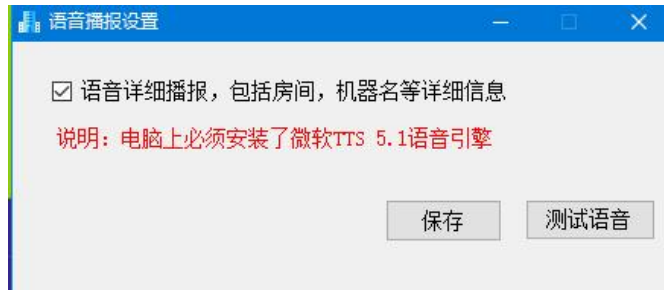 语音播报设置
语音详细播报，包括房间，机器名等详细信息
说明：电脑上必须安装了微软TTS 5.1语音引擎
保存
测试语音